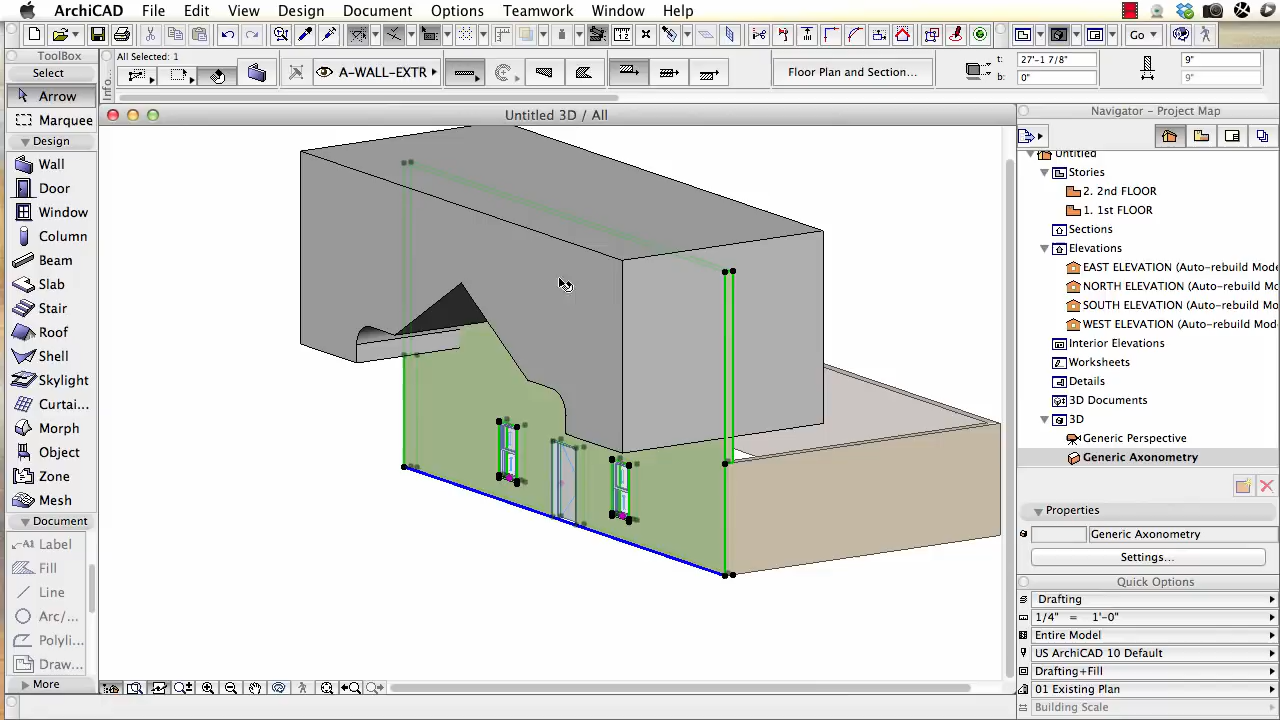 ArchiCAD File Edit View Design Document Options Teamwork Window Help
Go
ToolBox
All Selected: 1
Select
Arrow
Marquee
Design
Wall
Door
Window
Column
Beam
Slab
Stair
Roof
Shell
Skylight
Curtai...
Morph
Object
Zone
Mesh
Document
Label
Fill
Line
Arc/...
Polyli...
Draw...
More
Info...
A-WALL-EXTR
Floor Plan and Section...
t: 27'-1 7/8"
b: 0"
9"
9"
Untitled 3D / All
Navigator - Project Map
Untitled
Stories
2. 2nd FLOOR
1. 1st FLOOR
Sections
Elevations
EAST ELEVATION (Auto-rebuild Mode
NORTH ELEVATION (Auto-rebuild Mod
SOUTH ELEVATION (Auto-rebuild Mod
WEST ELEVATION (Auto-rebuild Mode
Interior Elevations
Worksheets
Details
3D Documents
3D
Generic Perspective
Generic Axonometry
Properties
Generic Axonometry
Settings...
Quick Options
Drafting
1/4" = 1'-0"
Entire Model
US ArchiCAD 10 Default
Drafting+Fill
01 Existing Plan
Building Scale